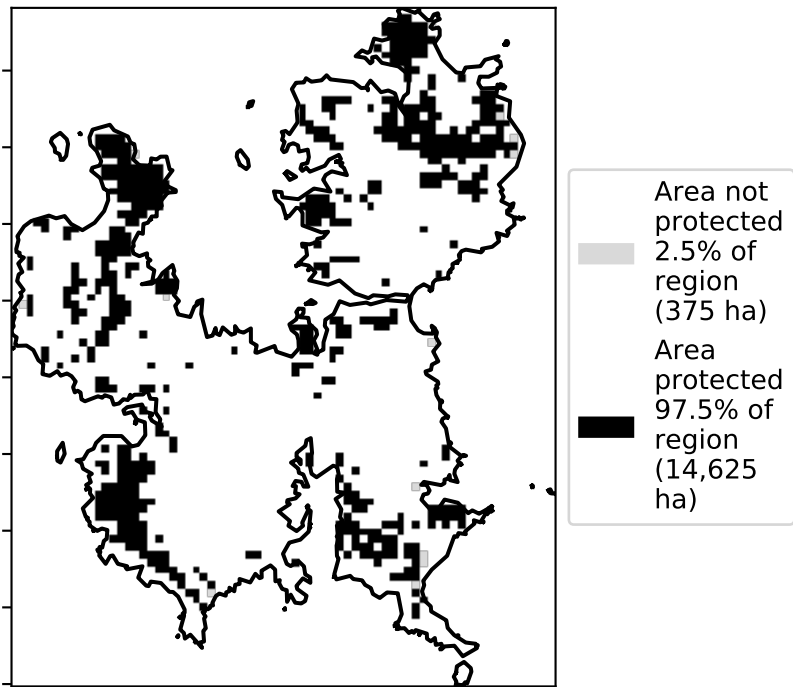 Area not
protected
2.5% of
region
(375 ha)
Area
protected
97.5% of
region
(14,625
ha)